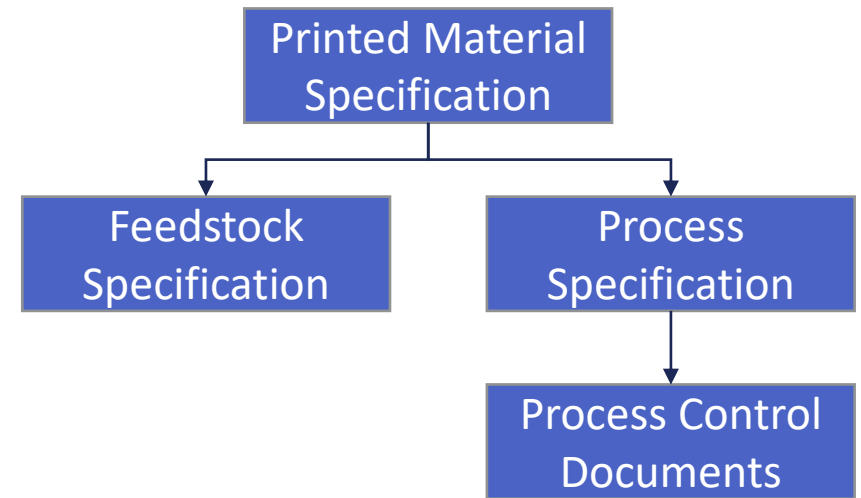 Printed Material
Specification
Feedstock
Specification
Process
Specification
Process Control
Documents